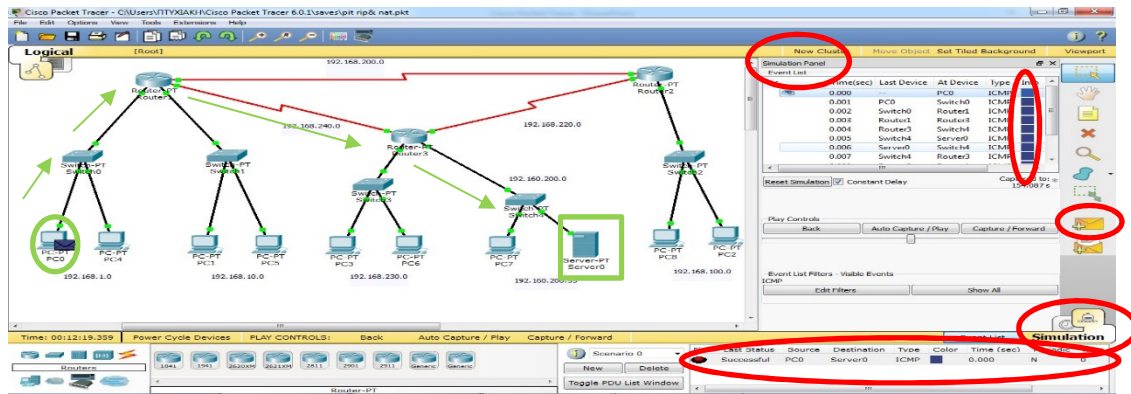 Cisco Packet Tracer - C:\Users\ΠΤΥΧΙΑΚΗ\Cisco Packet Tracer 6.0.1\saves\pit rip& nat.pkt
File Edit Options View Tools Extensions Help
Logical [Root] New Cluster Move Object Set Tiled Background Viewport
192.168.200.0
Router-PT
Router1
Router-PT
Router2
192.168.240.0
192.168.220.0
Router-PT
Router3
Switch-PT
Switch0
Switch-PT
Switch1
Switch-PT
Switch3
192.160.200.0
Switch-PT
Switch4
Switch-PT
Switch2
PC-PT
PC0
PC-PT
PC4
PC-PT
PC1
PC-PT
PC5
PC-PT
PC3
PC-PT
PC6
PC-PT
PC7
Server-PT
Server0
PC-PT
PC8
PC-PT
PC2
192.168.1.0
192.168.10.0
192.168.230.0
192.168.100.0
Simulation Panel
Event List
Time(sec) Last Device At Device Type Info
0.000 -- PC0 ICMP
0.001 PC0 Switch0 ICMP
0.002 Switch0 Router1 ICMP
0.003 Router1 Router3 ICMP
0.004 Router3 Switch4 ICMP
0.005 Switch4 Server0 ICMP
0.006 Server0 Switch4 ICMP
0.007 Switch4 Router3 ICMP
Reset Simulation Constant Delay Captured to:
154.087 s
Play Controls
Back Auto Capture / Play Capture / Forward
Event List Filters - Visible Events
ICMP
Edit Filters Show All
Time: 00:12:19.359 Power Cycle Devices PLAY CONTROLS: Back Auto Capture / Play Capture / Forward Event List Simulation
Routers
1841 1941 2620XM 2621XM 2811 2901 2911 Generic Generic
Router-PT
Scenario 0
New Delete
Toggle PDU List Window
Last Status Source Destination Type Color Time (sec)
Successful PC0 Server0 ICMP 0.000 N 0